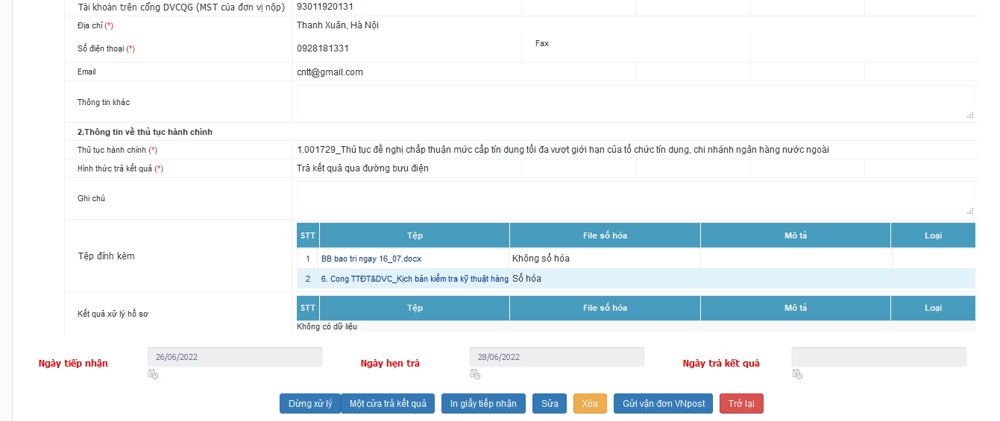 Tài khoản trên cổng DVCQG (MST của đơn vị nộp) 93011920131
Địa chỉ (*) Thanh Xuân, Hà Nội
Số điện thoại (*) 0928181331 Fax
Email cntt@gmail.com
Thông tin khác
2.Thông tin về thủ tục hành chính
Thủ tục hành chính (*) 1.001729_Thủ tục đề nghị chấp thuận mức cấp tín dụng tối đa vượt giới hạn của tổ chức tín dụng, chi nhánh ngân hàng nước ngoài
Hình thức trả kết quả (*) Trả kết quả qua đường bưu điện
Ghi chú
Tệp đính kèm
STT Tệp File số hóa Mô tả Loại
1 BB bao tri ngay 16_07.docx Không số hóa
2 6. Cong TTĐT&DVC_Kịch bản kiểm tra kỹ thuật hàng Số hóa
Kết quả xử lý hồ sơ
STT Tệp File số hóa Mô tả Loại
Không có dữ liệu
Ngày tiếp nhận 26/06/2022 Ngày hẹn trả 28/06/2022 Ngày trả kết quả
Dừng xử lý Một cửa trả kết quả In giấy tiếp nhận Sửa Xóa Gửi vận đơn VNpost Trở lại